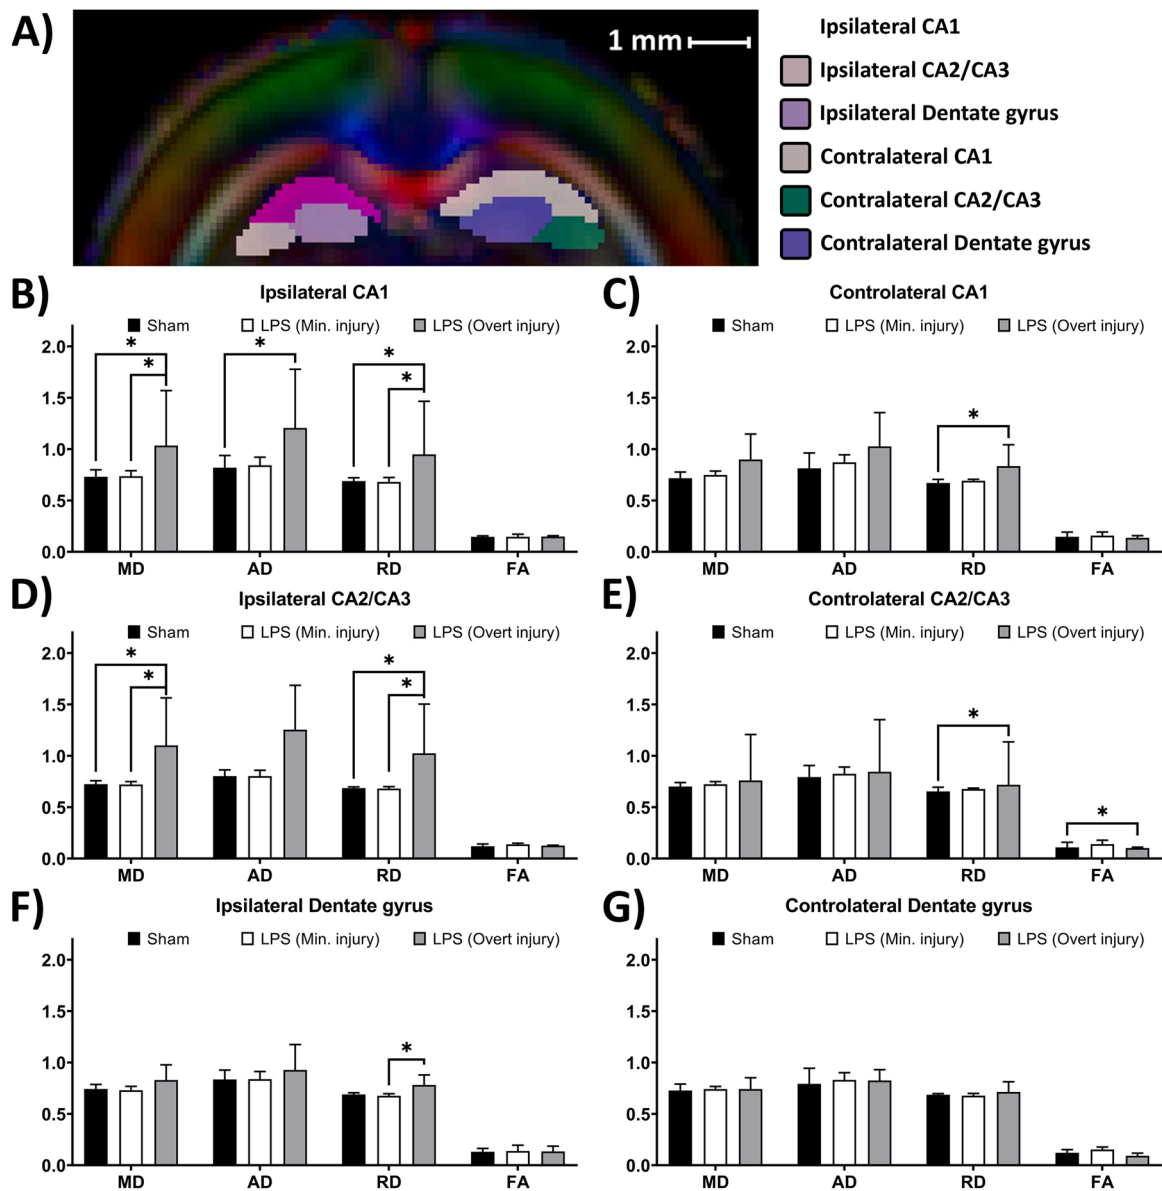 A)
1 mm
Ipsilateral CA1
Ipsilateral CA2/CA3
Ipsilateral Dentate gyrus
Contralateral CA1
Contralateral CA2/CA3
Contralateral Dentate gyrus
B)
Ipsilateral CA1
Sham LPS (Min. injury) LPS (Overt injury)
2.0
1.5
1.0
0.5
0.0
* * * * *
MD AD RD FA
C)
Controlateral CA1
Sham LPS (Min. injury) LPS (Overt injury)
2.0
1.5
1.0
0.5
0.0
*
MD AD RD FA
D)
Ipsilateral CA2/CA3
Sham LPS (Min. injury) LPS (Overt injury)
2.0
1.5
1.0
0.5
0.0
* * * *
MD AD RD FA
E)
Controlateral CA2/CA3
Sham LPS (Min. injury) LPS (Overt injury)
2.0
1.5
1.0
0.5
0.0
* *
MD AD RD FA
F)
Ipsilateral Dentate gyrus
Sham LPS (Min. injury) LPS (Overt injury)
2.0
1.5
1.0
0.5
0.0
*
MD AD RD FA
G)
Controlateral Dentate gyrus
Sham LPS (Min. injury) LPS (Overt injury)
2.0
1.5
1.0
0.5
0.0
MD AD RD FA